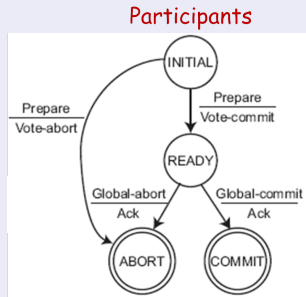 Participants
INITIAL
Prepare
Vote-abort
Prepare
Vote-commit
READY
Global-abort
Ack
Global-commit
Ack
ABORT
COMMIT